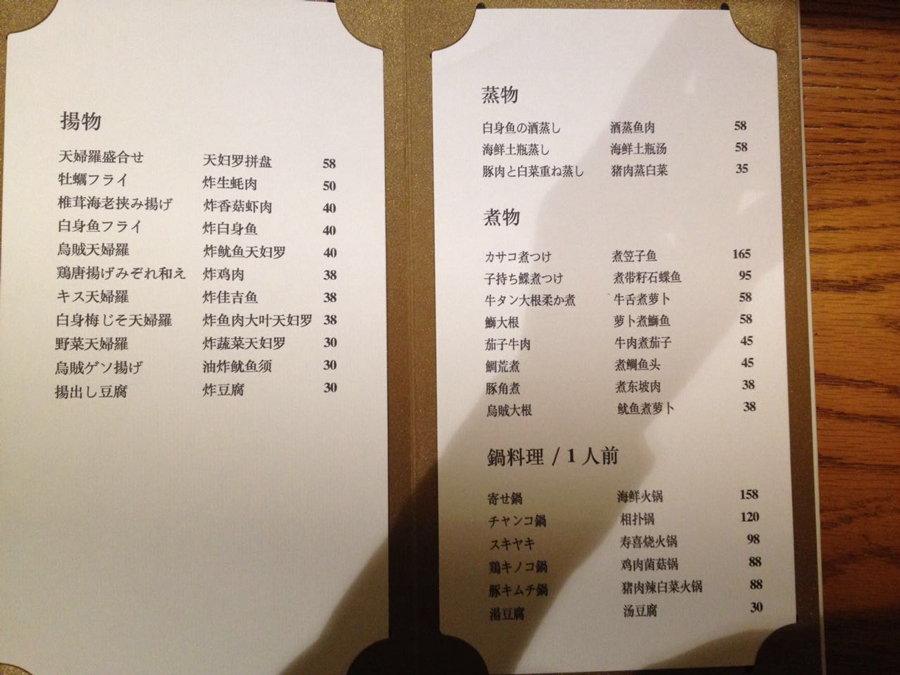 揚物
天婦羅盛合せ 天妇罗拼盘 58
牡蠣フライ 炸生蚝肉 50
椎茸海老挟み揚げ 炸香菇虾肉 40
白身魚フライ 炸白身鱼 40
烏賊天婦羅 炸鱿鱼天妇罗 40
鶏唐揚げみぞれ和え 炸鸡肉 38
キス天婦羅 炸佳吉鱼 38
白身梅じそ天婦羅 炸鱼肉大叶天妇罗 38
野菜天婦羅 炸蔬菜天妇罗 30
烏賊ゲソ揚げ 油炸鱿鱼须 30
揚出し豆腐 炸豆腐 30
蒸物
白身魚の酒蒸し 酒蒸鱼肉 58
海鮮土瓶蒸し 海鲜土瓶汤 58
豚肉と白菜重ね蒸し 猪肉蒸白菜 35
煮物
カサコ煮つけ 煮笠子鱼 165
子持ち鰈煮つけ 煮带籽石蝶鱼 95
牛タン大根柔か煮 牛舌煮萝卜 58
鰤大根 萝卜煮鰤鱼 58
茄子牛肉 牛肉煮茄子 45
鯛荒煮 煮鲷鱼头 45
豚角煮 煮东坡肉 38
烏賊大根 鱿鱼煮萝卜 38
鍋料理 / 1 人前
寄せ鍋 海鲜火锅 158
チャンコ鍋 相扑锅 120
スキヤキ 寿喜烧火锅 98
鶏キノコ鍋 鸡肉菌菇锅 88
豚キムチ鍋 猪肉辣白菜火锅 88
湯豆腐 汤豆腐 30